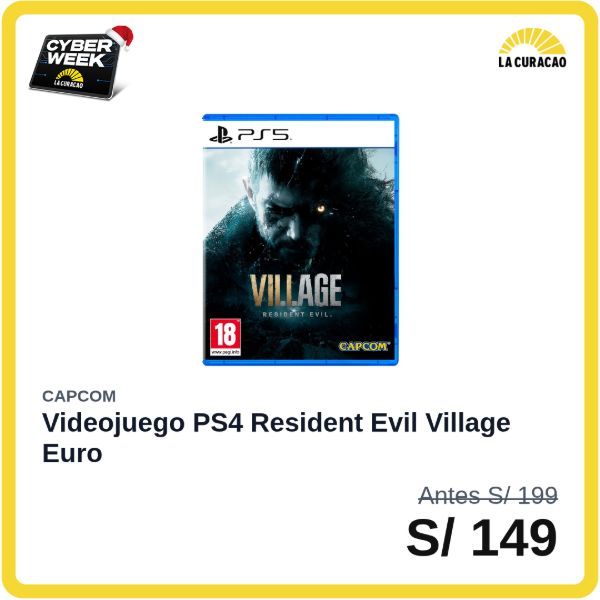 CYBER
WEEK
LA CURACAO
LA CURACAO
PS5
VILLAGE
RESIDENT EVIL.
18
www.pegi.info
CAPCOM
CAPCOM
Videojuego PS4 Resident Evil Village
Euro
Antes S/ 199
S/ 149